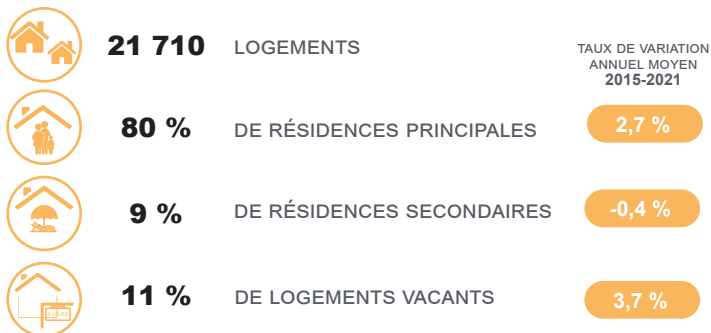 21 710 LOGEMENTS
TAUX DE VARIATION
ANNUEL MOYEN
2015-2021
80 % DE RÉSIDENCES PRINCIPALES 2,7 %
9 % DE RÉSIDENCES SECONDAIRES -0,4 %
11 % DE LOGEMENTS VACANTS 3,7 %